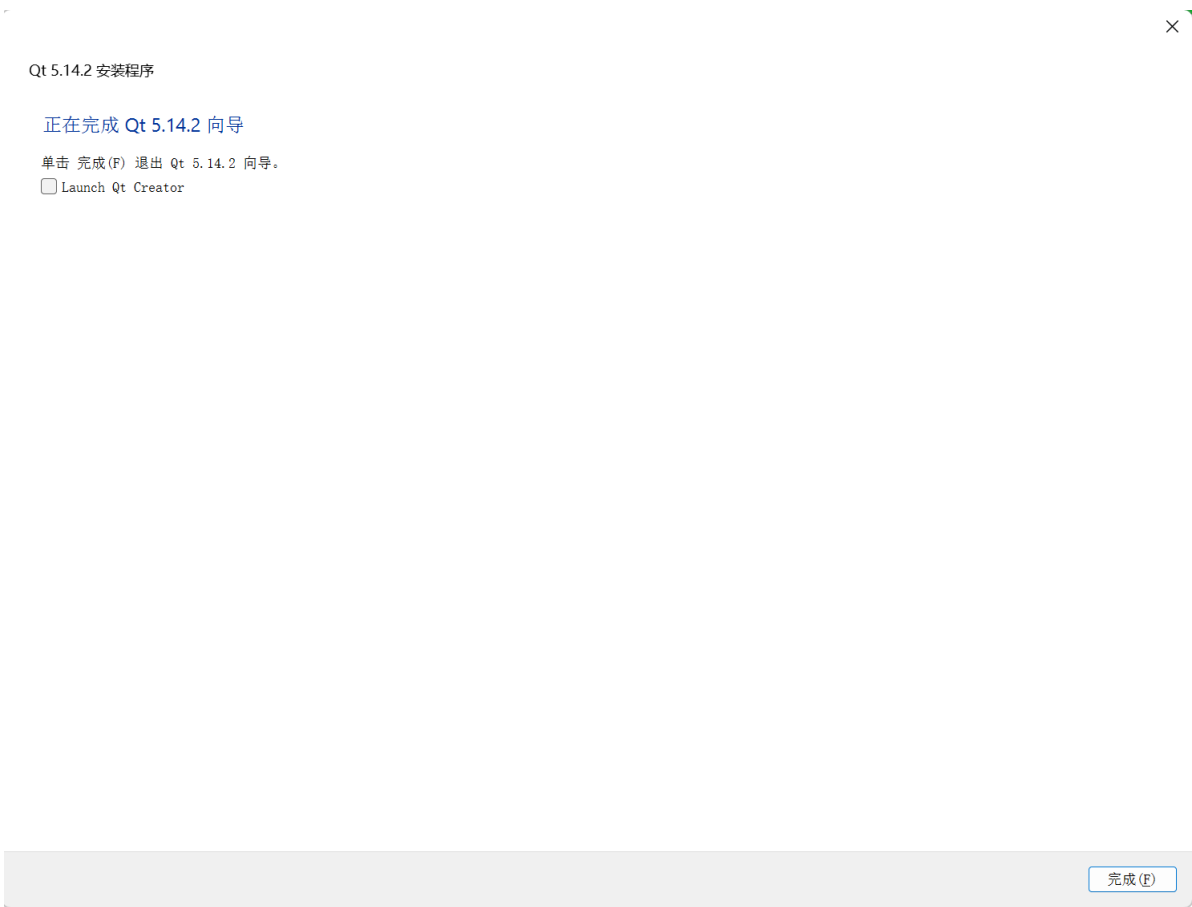 Qt 5.14.2 安装程序
正在完成 Qt 5.14.2 向导
单击 完成(F) 退出 Qt 5.14.2 向导。
Launch Qt Creator
完成(F)